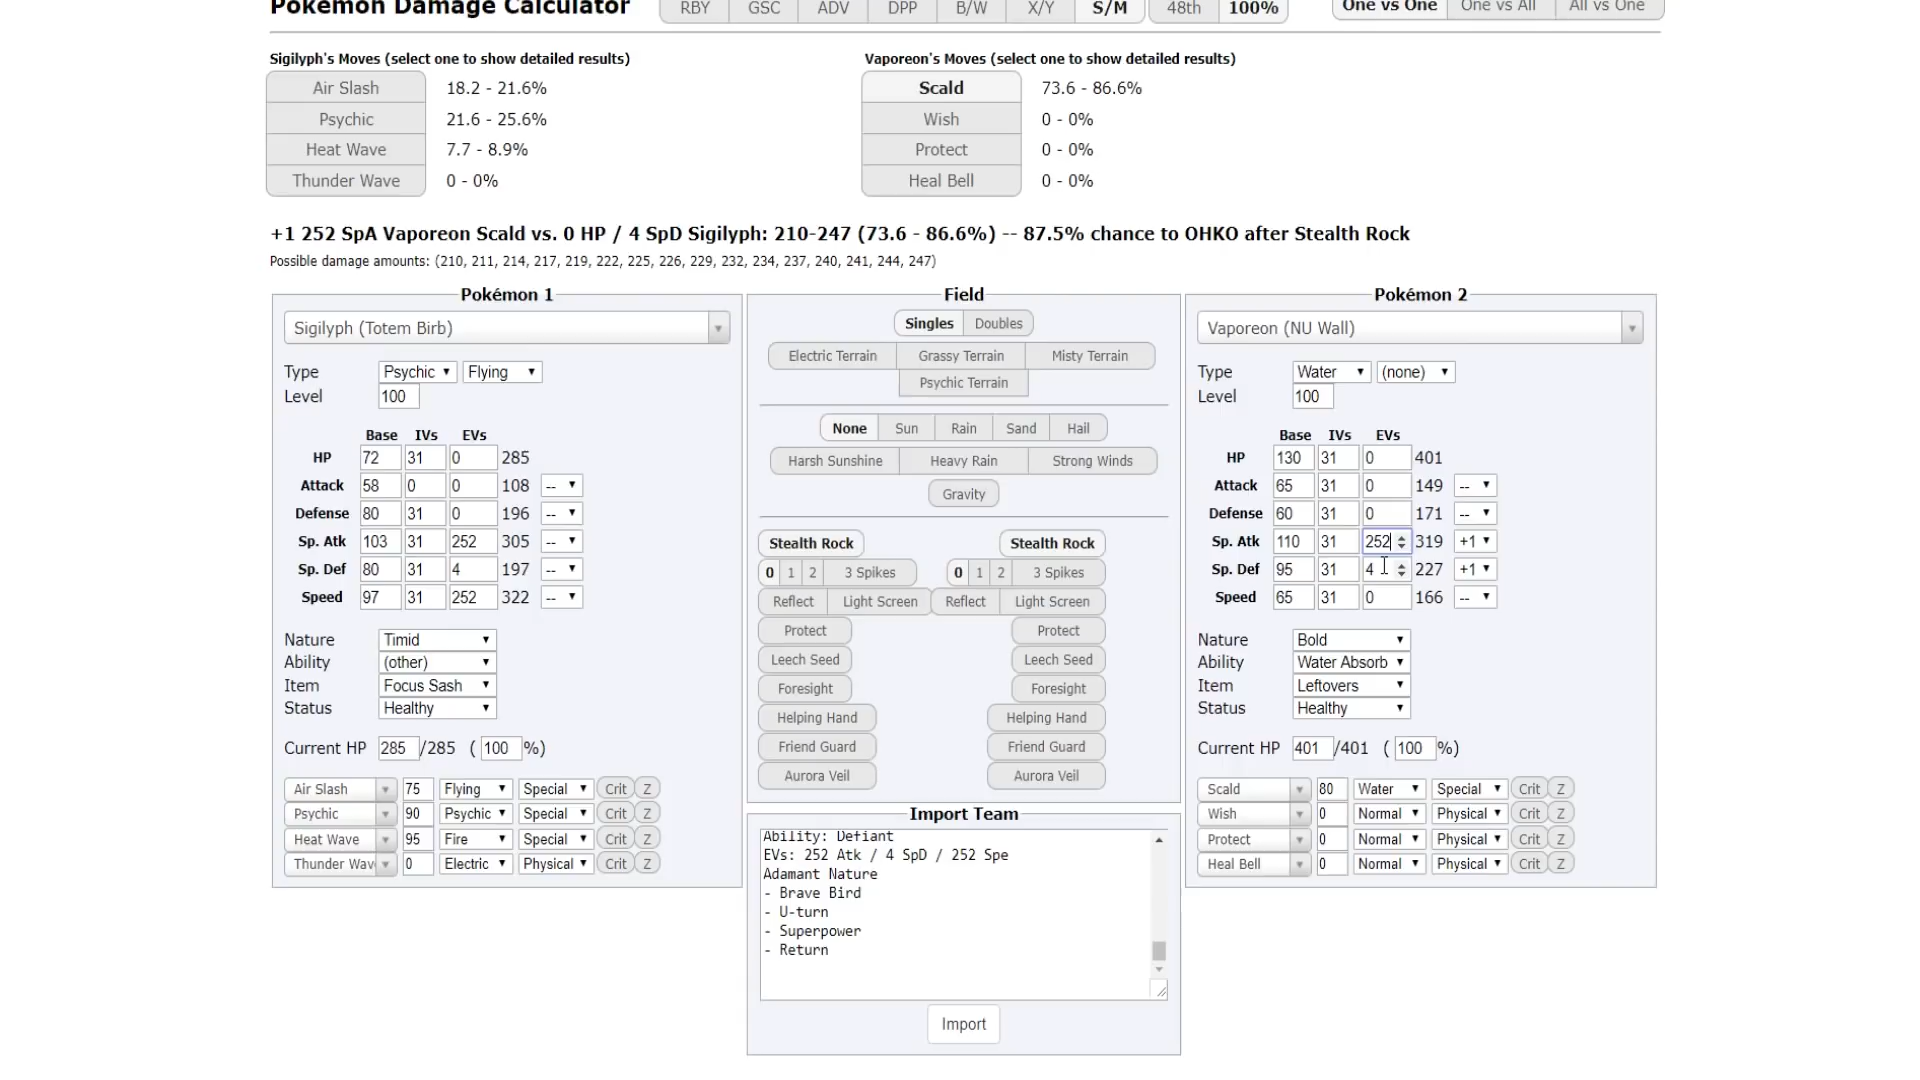 Pokémon Damage Calculator RBY GSC ADV DPP B/W X/Y S/M 48th 100% One vs One One vs All All vs One
Sigilyph's Moves (select one to show detailed results) Vaporeon's Moves (select one to show detailed results)
Air Slash 18.2 - 21.6% Scald 73.6 - 86.6%
Psychic 21.6 - 25.6% Wish 0 - 0%
Heat Wave 7.7 - 8.9% Protect 0 - 0%
Thunder Wave 0 - 0% Heal Bell 0 - 0%
+1 252 SpA Vaporeon Scald vs. 0 HP / 4 SpD Sigilyph: 210-247 (73.6 - 86.6%) -- 87.5% chance to OHKO after Stealth Rock
Possible damage amounts: (210, 211, 214, 217, 219, 222, 225, 226, 229, 232, 234, 237, 240, 241, 244, 247)
Pokémon 1
Sigilyph (Totem Birb)
Type Psychic Flying
Level 100
Base IVs EVs
HP 72 31 0 285
Attack 58 0 0 108 --
Defense 80 31 0 196 --
Sp. Atk 103 31 252 305 --
Sp. Def 80 31 4 197 --
Speed 97 31 252 322 --
Nature Timid
Ability (other)
Item Focus Sash
Status Healthy
Current HP 285 /285 ( 100 %)
Air Slash 75 Flying Special Crit Z
Psychic 90 Psychic Special Crit Z
Heat Wave 95 Fire Special Crit Z
Thunder Wav 0 Electric Physical Crit Z
Field
Singles Doubles
Electric Terrain Grassy Terrain Misty Terrain
Psychic Terrain
None Sun Rain Sand Hail
Harsh Sunshine Heavy Rain Strong Winds
Gravity
Stealth Rock Stealth Rock
0 1 2 3 Spikes 0 1 2 3 Spikes
Reflect Light Screen Reflect Light Screen
Protect Protect
Leech Seed Leech Seed
Foresight Foresight
Helping Hand Helping Hand
Friend Guard Friend Guard
Aurora Veil Aurora Veil
Import Team
Ability: Defiant
EVs: 252 Atk / 4 SpD / 252 Spe
Adamant Nature
- Brave Bird
- U-turn
- Superpower
- Return
Import
Pokémon 2
Vaporeon (NU Wall)
Type Water (none)
Level 100
Base IVs EVs
HP 130 31 0 401
Attack 65 31 0 149 --
Defense 60 31 0 171 --
Sp. Atk 110 31 252 319 +1
Sp. Def 95 31 4 227 +1
Speed 65 31 0 166 --
Nature Bold
Ability Water Absorb
Item Leftovers
Status Healthy
Current HP 401 /401 ( 100 %)
Scald 80 Water Special Crit Z
Wish 0 Normal Physical Crit Z
Protect 0 Normal Physical Crit Z
Heal Bell 0 Normal Physical Crit Z